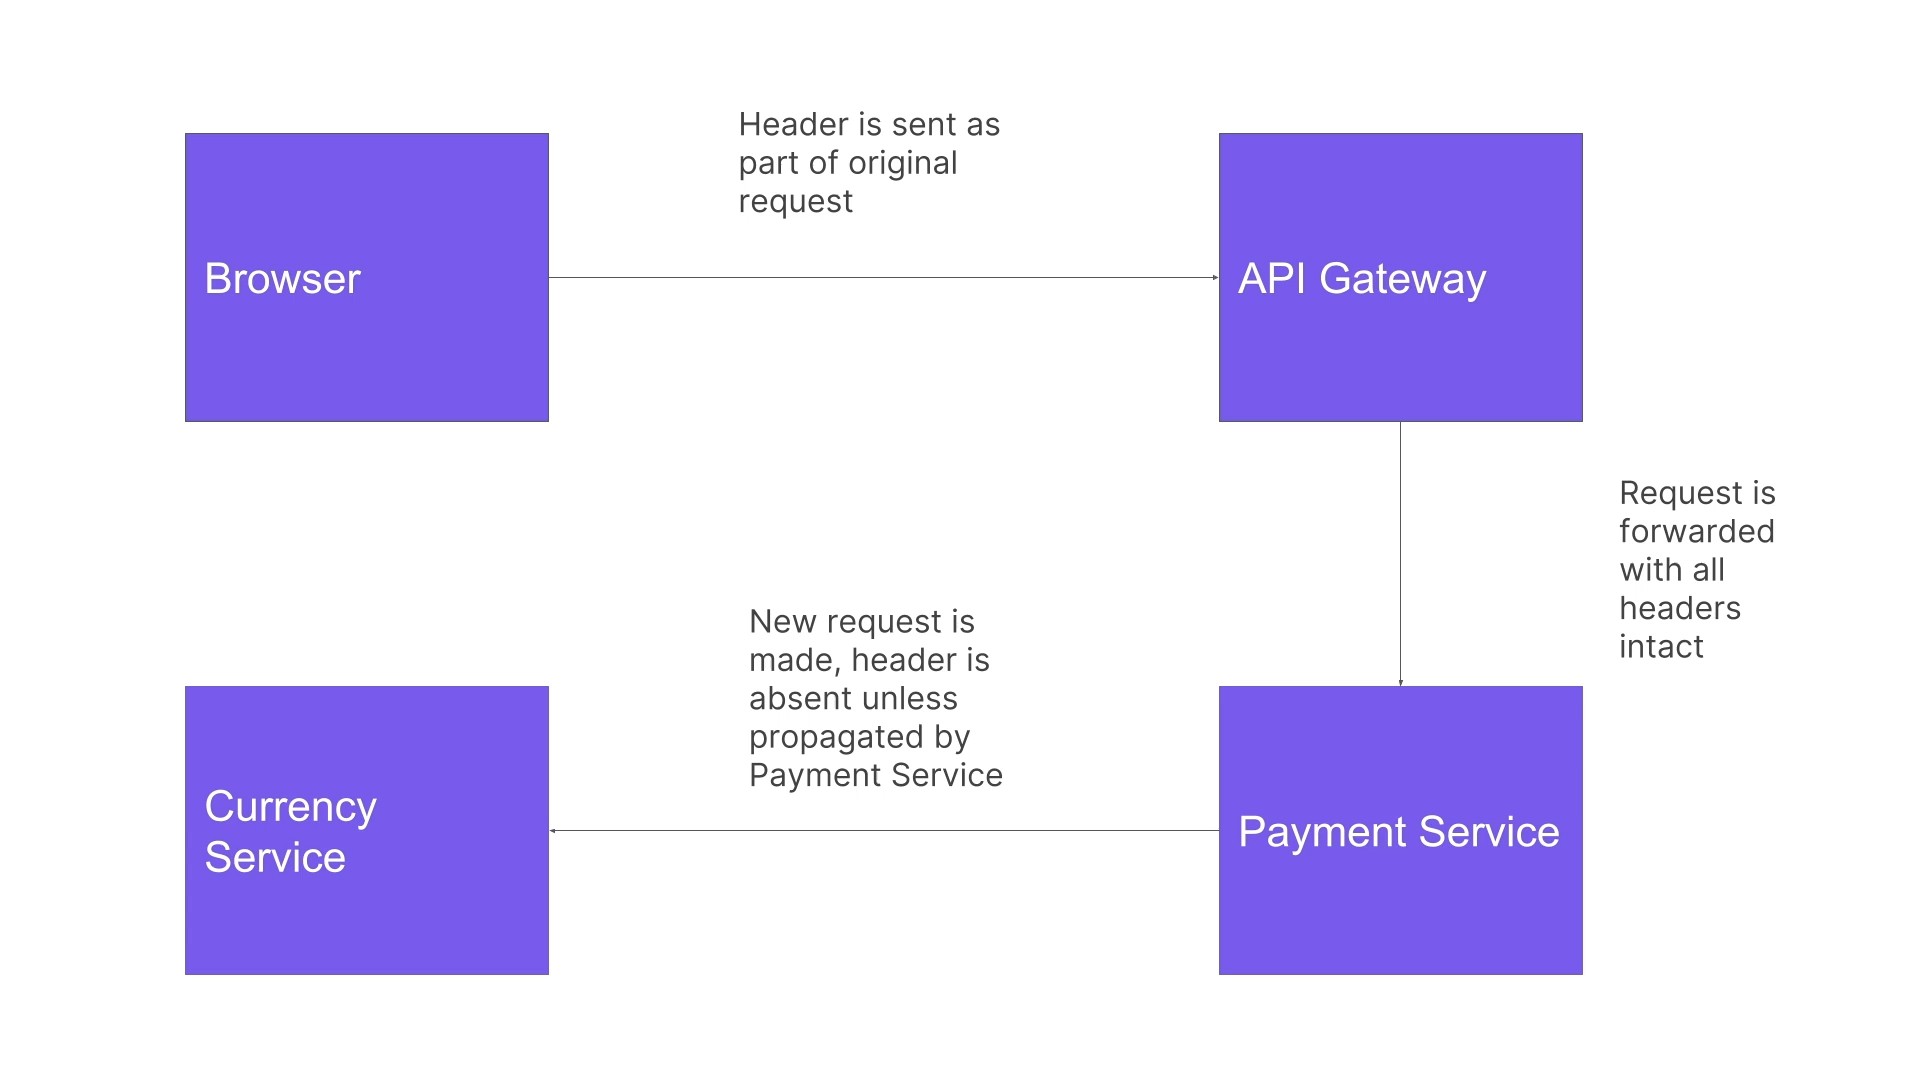 Header is sent as
part of original
request
Browser
API Gateway
Request is
forwarded
with all
headers
intact
New request is
made, header is
absent unless
propagated by
Payment Service
Currency
Service
Payment Service